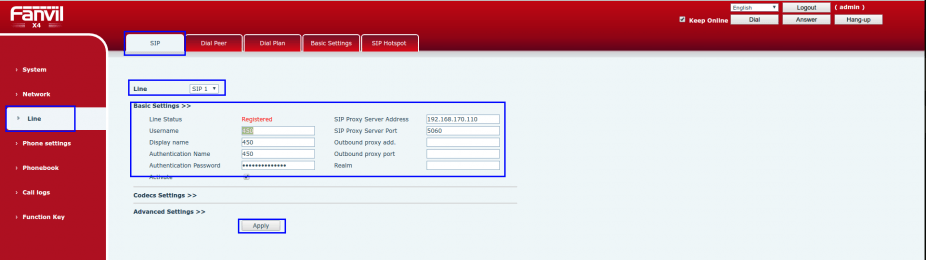 Fanvil
X4
English Logout ( admin )
Keep Online Dial Answer Hang-up
SIP Dial Peer Dial Plan Basic Settings SIP Hotspot
› System
› Network
› Line
› Phone settings
› Phonebook
› Call logs
› Function Key
Line SIP 1
Basic Settings >>
Line Status Registered SIP Proxy Server Address 192.168.170.110
Username 450 SIP Proxy Server Port 5060
Display name 450 Outbound proxy add.
Authentication Name 450 Outbound proxy port
Authentication Password •••••••••••••• Realm
Activate
Codecs Settings >>
Advanced Settings >>
Apply